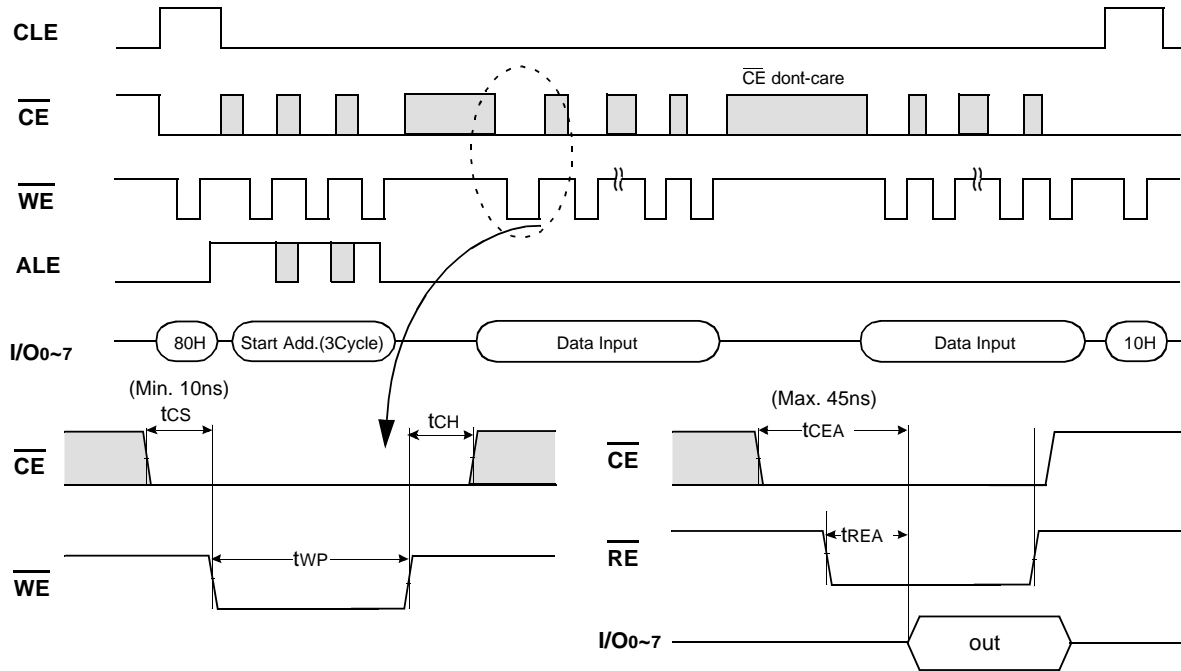 CLE
CE dont-care
CE
WE
ALE
I/O0~7
80H
Start Add.(3Cycle)
Data Input
Data Input
10H
(Min. 10ns)
tCS
tCH
CE
tWP
WE
(Max. 45ns)
tCEA
CE
tREA
RE
I/O0~7
out